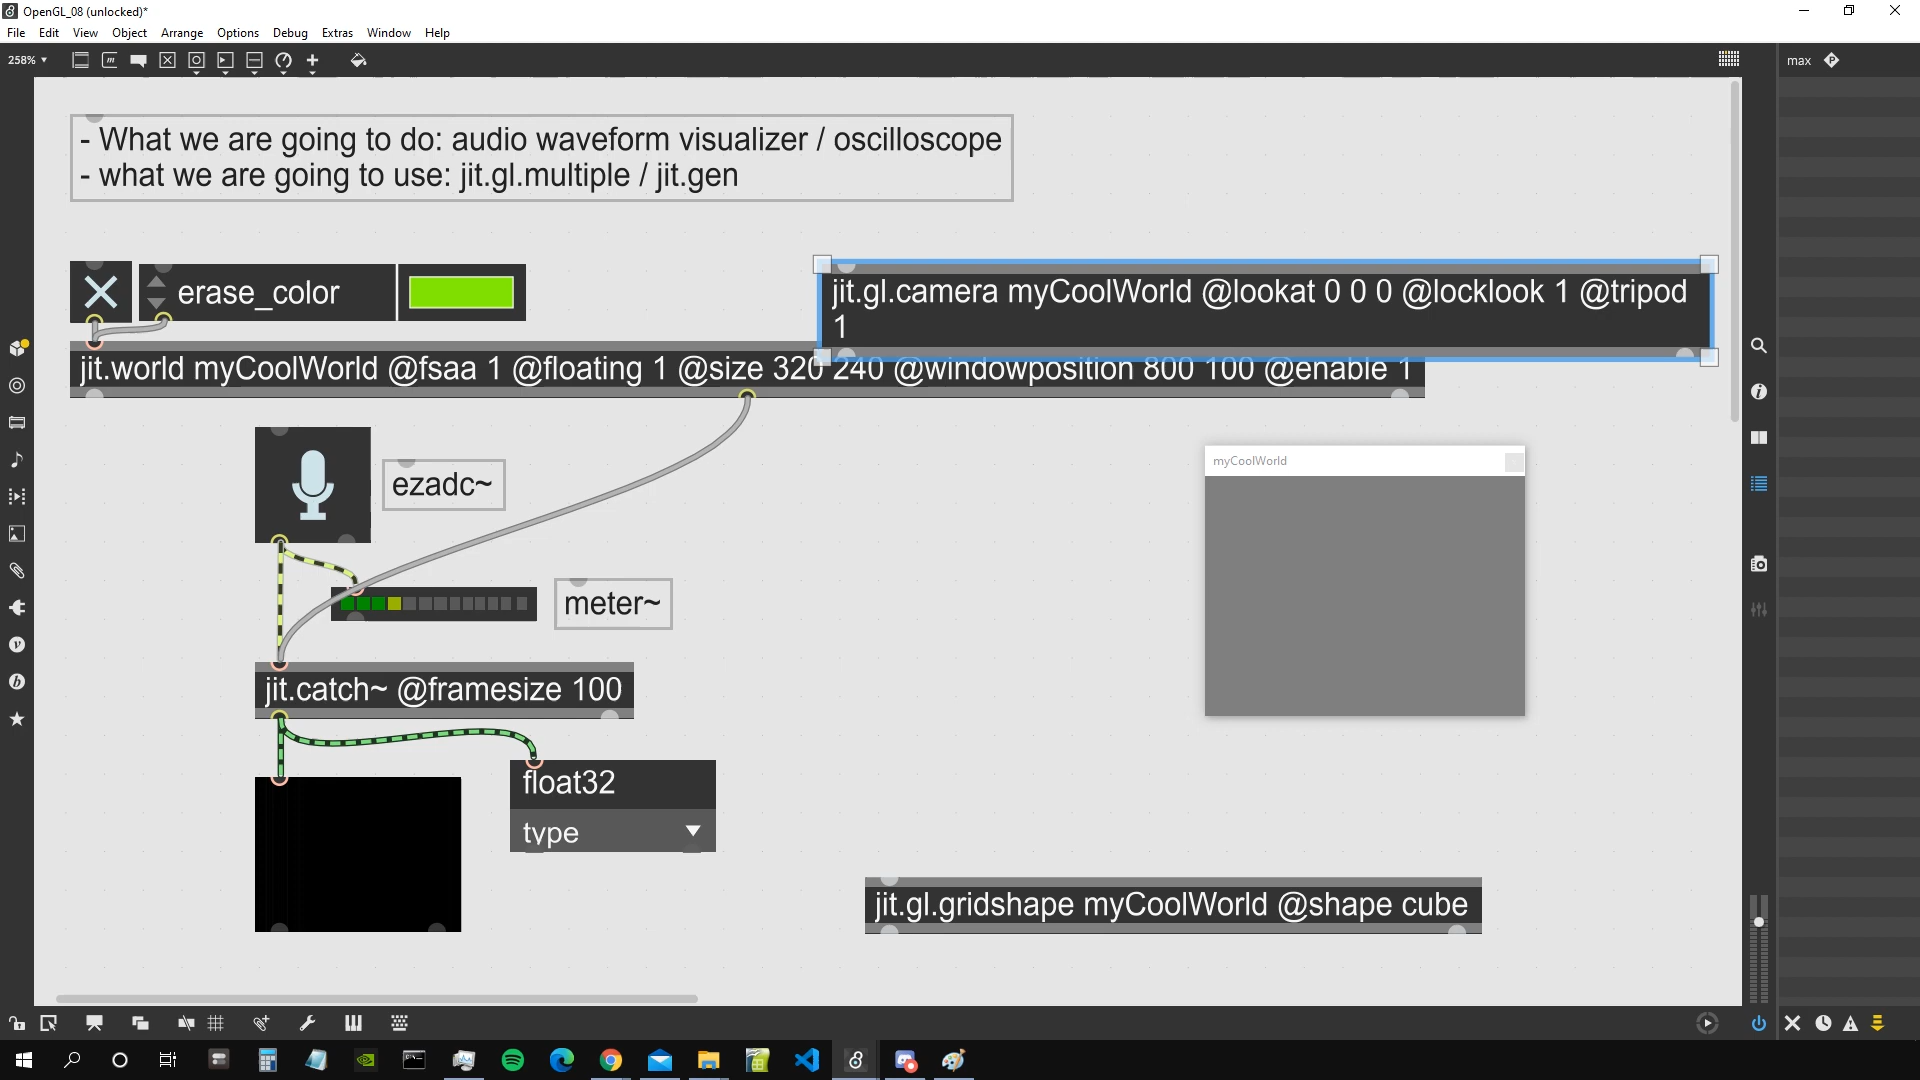 OpenGL_08 (unlocked)*
File Edit View Object Arrange Options Debug Extras Window Help
258%
max
- What we are going to do: audio waveform visualizer / oscilloscope
- what we are going to use: jit.gl.multiple / jit.gen
erase_color
jit.gl.camera myCoolWorld @lookat 0 0 0 @locklook 1 @tripod
1
jit.world myCoolWorld @fsaa 1 @floating 1 @size 320 240 @windowposition 800 100 @enable 1
ezadc~
myCoolWorld
meter~
jit.catch~ @framesize 100
float32
type
jit.gl.gridshape myCoolWorld @shape cube